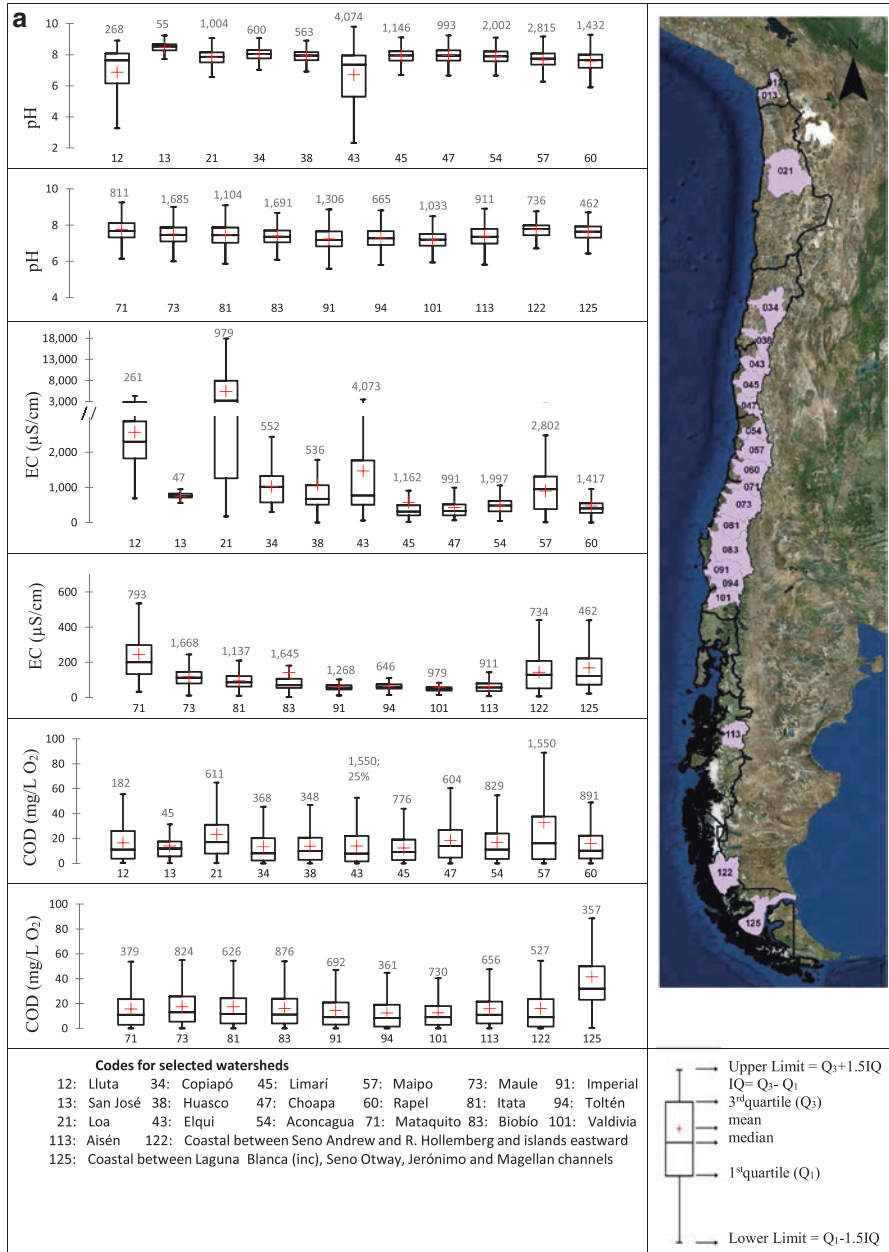 a
268 55 1,004 600 563 4,074 1,146 993 2,002 2,815 1,432
10
8
6
4
2
pH
12 13 21 34 38 43 45 47 54 57 60
811 1,685 1,104 1,691 1,306 665 1,033 911 736 462
10
8
6
4
pH
71 73 81 83 91 94 101 113 122 125
261 47 979 552 536 4,073 1,162 991 1,997 2,802 1,417
18,000
13,000
8,000
3,000
//
2,000
1,000
0
EC (µS/cm)
12 13 21 34 38 43 45 47 54 57 60
793 1,668 1,137 1,645 1,268 646 979 911 734 462
600
400
200
0
EC (µS/cm)
71 73 81 83 91 94 101 113 122 125
182 45 611 368 348 1,550; 25% 776 604 829 1,550 891
100
80
60
40
20
0
COD (mg/L O₂)
12 13 21 34 38 43 45 47 54 57 60
379 824 626 876 692 361 730 656 527 357
100
80
60
40
20
0
COD (mg/L O₂)
71 73 81 83 91 94 101 113 122 125
N
012
013
021
034
038
043
045
047
054
057
060
071
073
081
083
091
094
101
113
122
125
Codes for selected watersheds
12: Lluta 34: Copiapó 45: Limarí 57: Maipo 73: Maule 91: Imperial
13: San José 38: Huasco 47: Choapa 60: Rapel 81: Itata 94: Toltén
21: Loa 43: Elqui 54: Aconcagua 71: Mataquito 83: Biobío 101: Valdivia
113: Aisén 122: Coastal between Seno Andrew and R. Hollemberg and islands eastward
125: Coastal between Laguna Blanca (inc), Seno Otway, Jerónimo and Magellan channels
Upper Limit = Q₃+1.5IQ
IQ= Q₃- Q₁
3ʳᵈquartile (Q₃)
mean
median
1ˢᵗquartile (Q₁)
Lower Limit = Q₁-1.5IQ